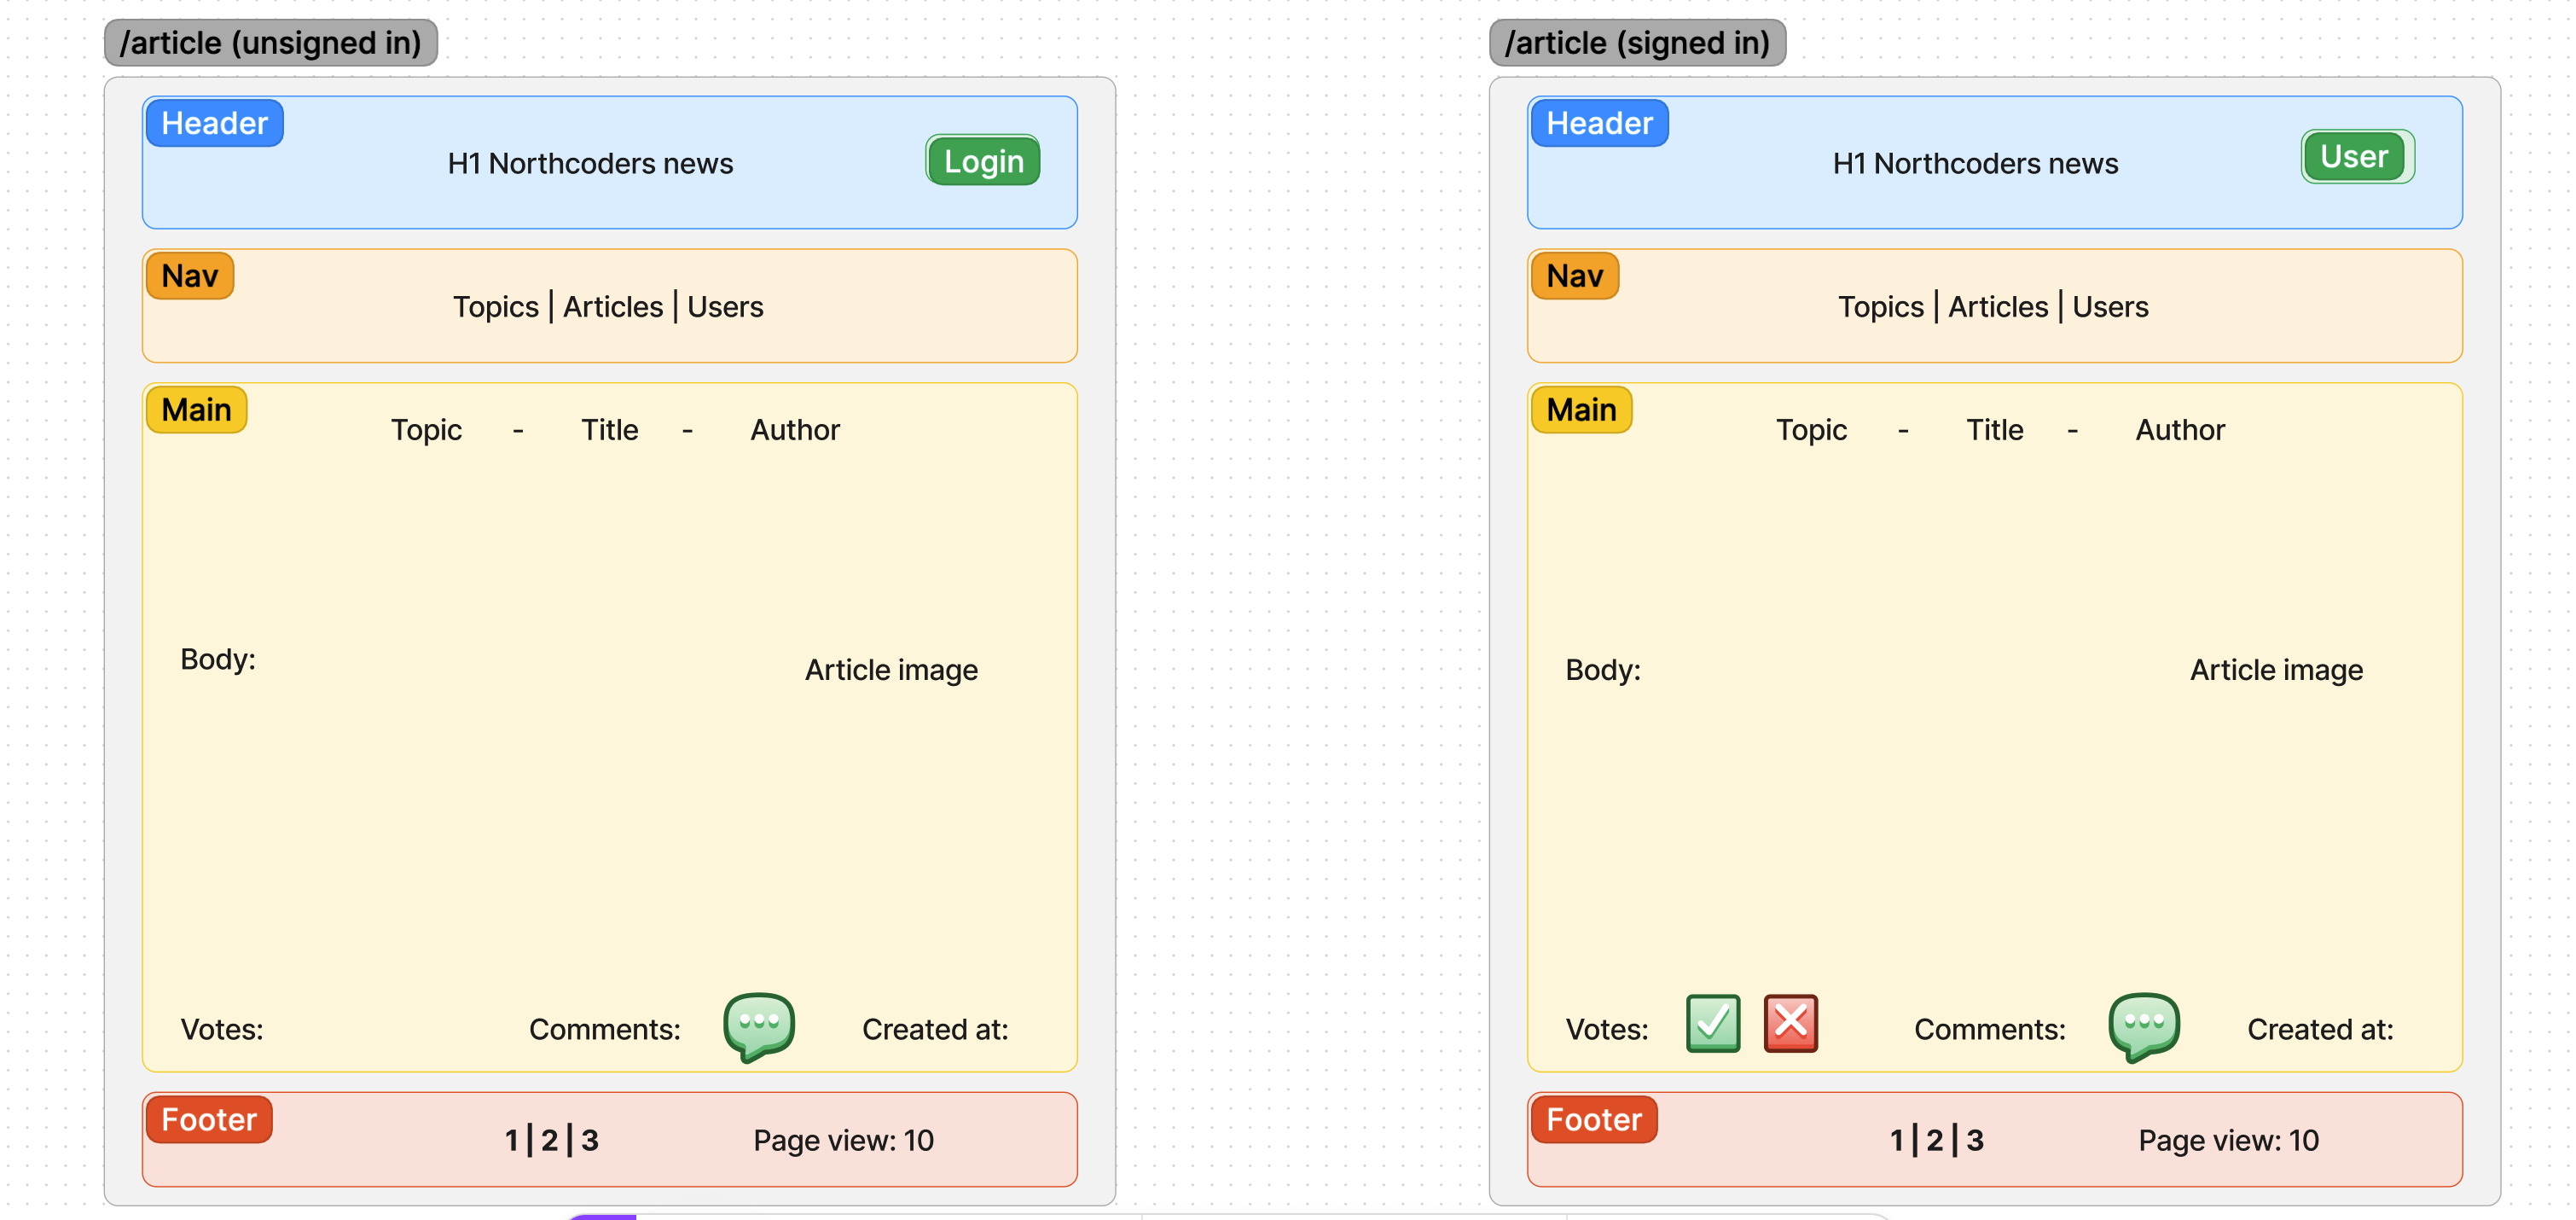 /article (unsigned in)
Header
H1 Northcoders news
Login
Nav
Topics | Articles | Users
Main
Topic - Title - Author
Body:
Article image
Votes:
Comments:
Created at:
Footer
1 | 2 | 3
Page view: 10
/article (signed in)
Header
H1 Northcoders news
User
Nav
Topics | Articles | Users
Main
Topic - Title - Author
Body:
Article image
Votes:
Comments:
Created at:
Footer
1 | 2 | 3
Page view: 10